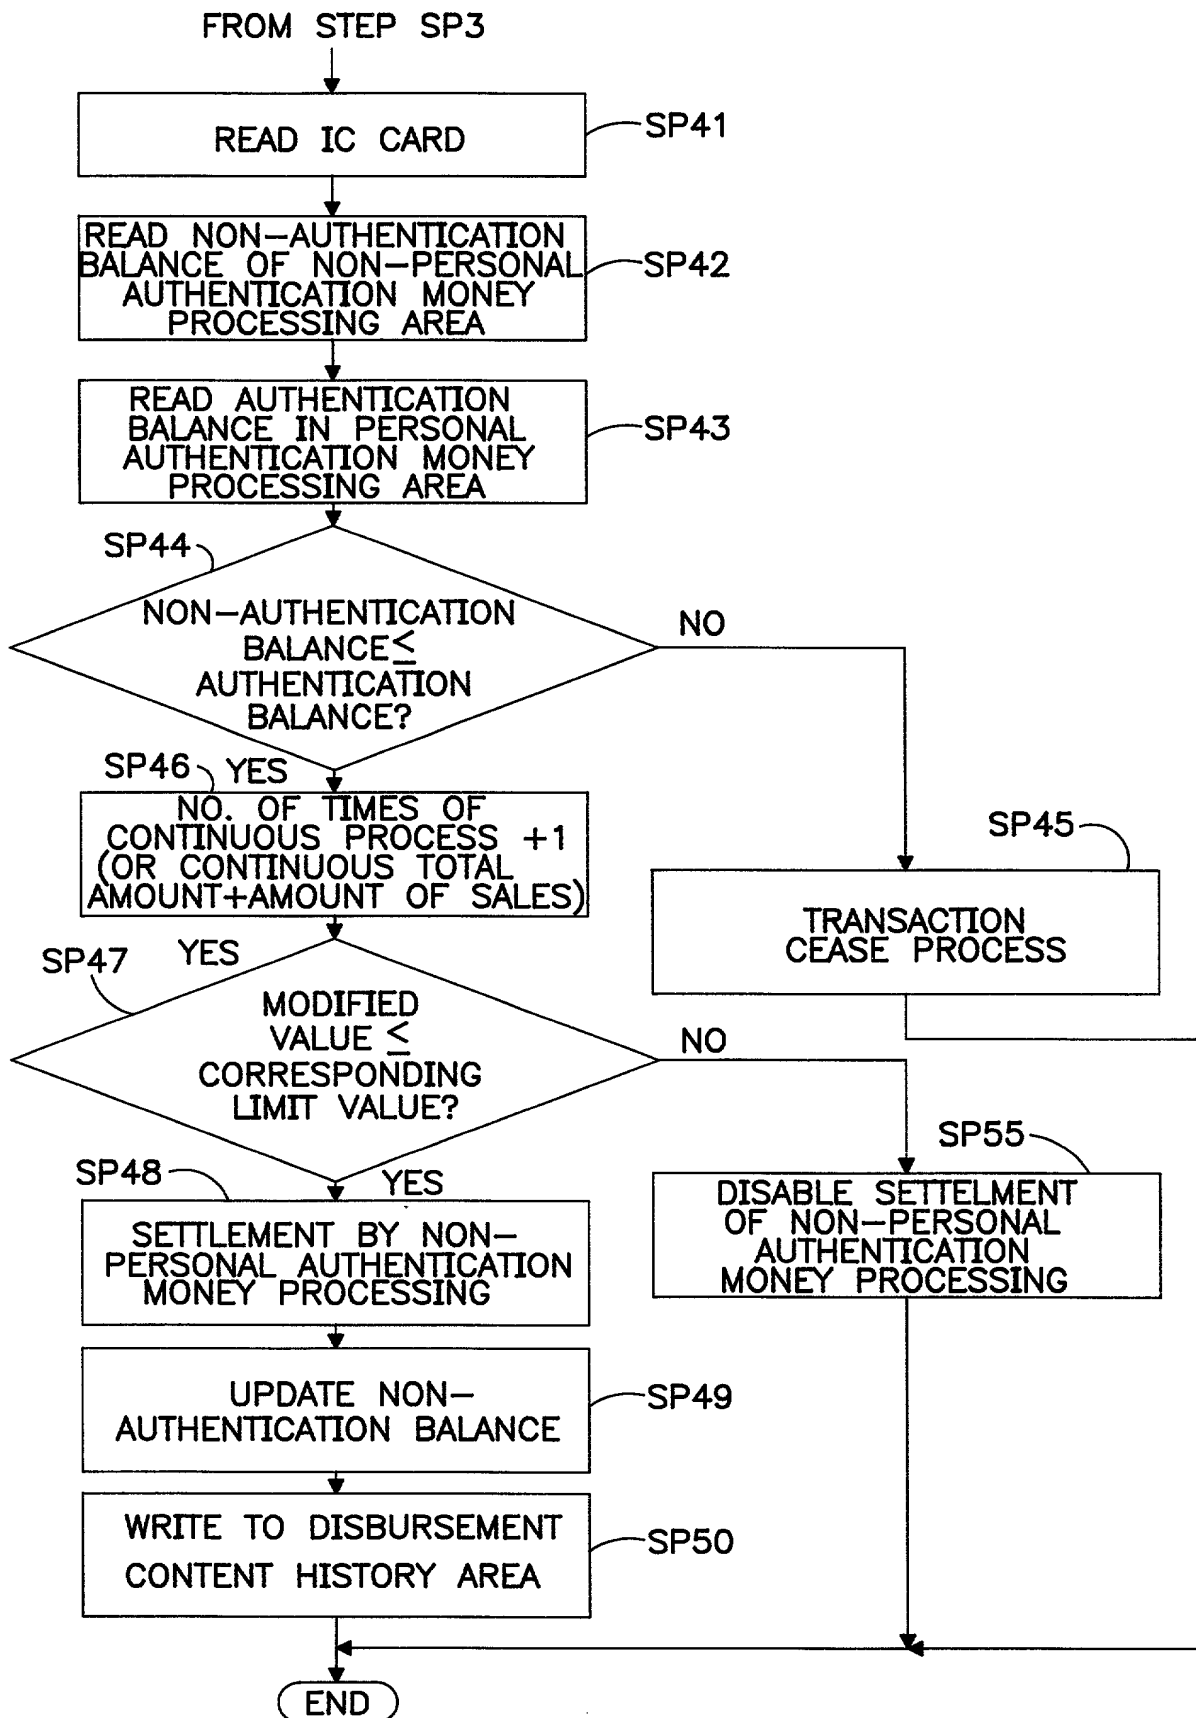 FROM STEP SP3
READ IC CARD
SP41
READ NON-AUTHENTICATION
BALANCE OF NON-PERSONAL
AUTHENTICATION MONEY
PROCESSING AREA
SP42
READ AUTHENTICATION
BALANCE IN PERSONAL
AUTHENTICATION MONEY
PROCESSING AREA
SP43
SP44
NON-AUTHENTICATION
BALANCE≤
AUTHENTICATION
BALANCE?
NO
SP46
YES
NO. OF TIMES OF
CONTINUOUS PROCESS +1
(OR CONTINUOUS TOTAL
AMOUNT+AMOUNT OF SALES)
SP45
TRANSACTION
CEASE PROCESS
YES
SP47
MODIFIED
VALUE ≤
CORRESPONDING
LIMIT VALUE?
NO
SP48
YES
SETTLEMENT BY NON-
PERSONAL AUTHENTICATION
MONEY PROCESSING
SP55
DISABLE SETTELMENT
OF NON-PERSONAL
AUTHENTICATION
MONEY PROCESSING
UPDATE NON-
AUTHENTICATION BALANCE
SP49
WRITE TO DISBURSEMENT
CONTENT HISTORY AREA
SP50
END